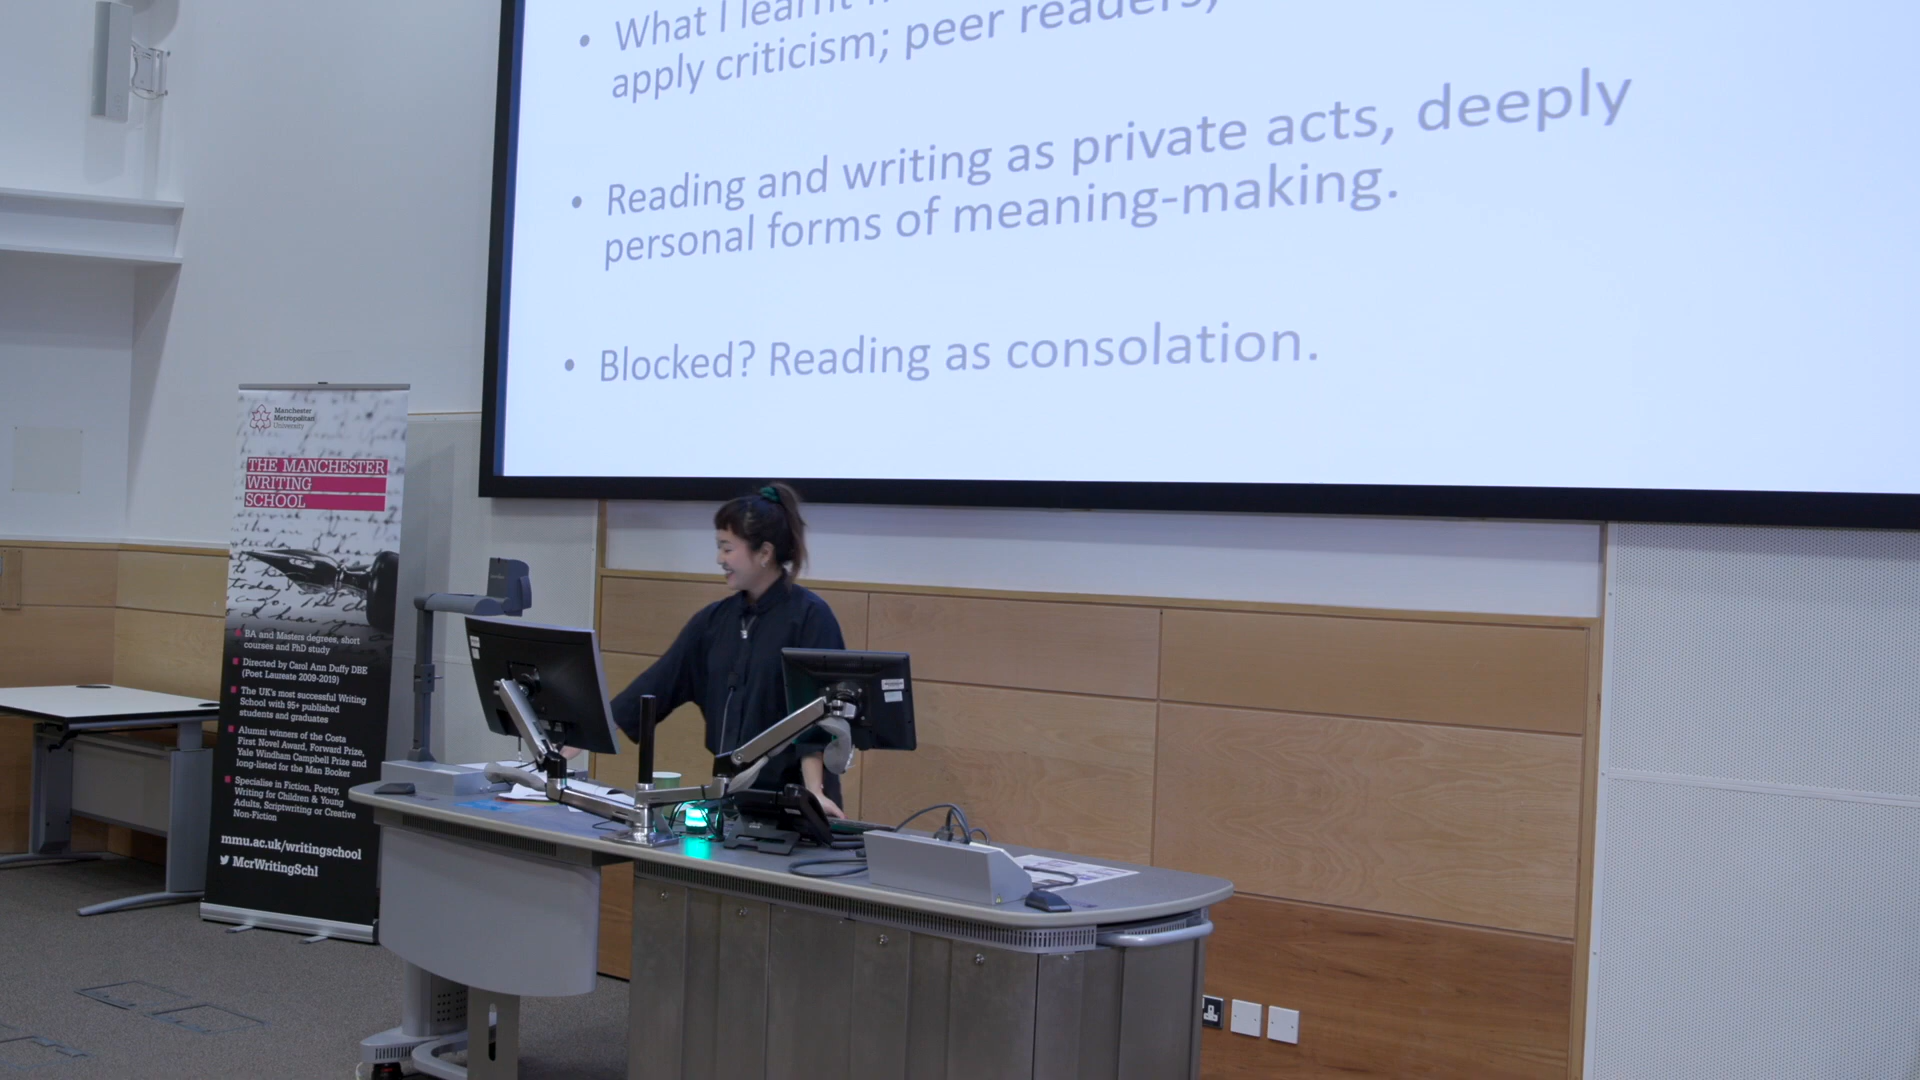 • What I learnt
apply criticism; peer readers,
• Reading and writing as private acts, deeply
personal forms of meaning-making.
• Blocked? Reading as consolation.
Manchester
Metropolitan
University
THE MANCHESTER
WRITING
SCHOOL
BA and Masters degrees, short
courses and PhD study
Directed by Carol Ann Duffy DBE
(Poet Laureate 2009-2019)
The UK's most successful Writing
School with 95+ published
students and graduates
Alumni winners of the Costa
First Novel Award, Forward Prize,
Yale Windham Campbell Prize and
long-listed for the Man Booker
Specialise in Fiction, Poetry,
Writing for Children & Young
Adults, Scriptwriting or Creative
Non-Fiction
mmu.ac.uk/writingschool
McrWritingSchl